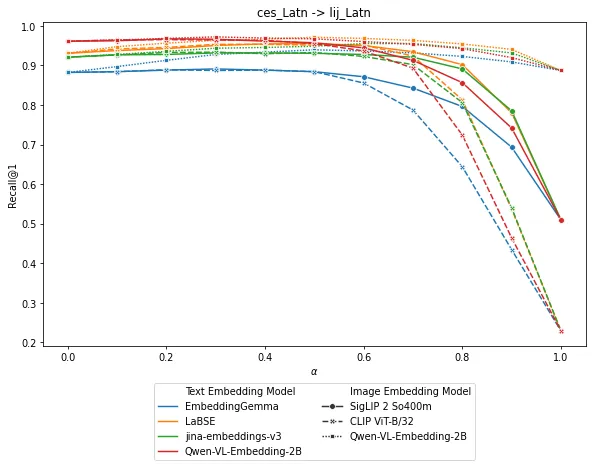 ces_Latn -> lij_Latn
1.0
0.9
0.8
0.7
0.6
0.5
0.4
0.3
0.2
Recall@1
0.0 0.2 0.4 0.6 0.8 1.0
α
Text Embedding Model Image Embedding Model
EmbeddingGemma SigLIP 2 So400m
LaBSE CLIP ViT-B/32
jina-embeddings-v3 Qwen-VL-Embedding-2B
Qwen-VL-Embedding-2B